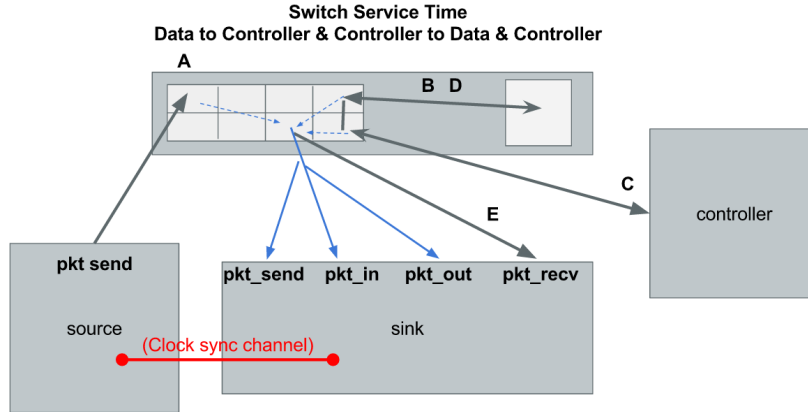 Switch Service Time
Data to Controller & Controller to Data & Controller
A
B D
C
controller
E
pkt send
pkt_send pkt_in pkt_out pkt_recv
source
sink
(Clock sync channel)